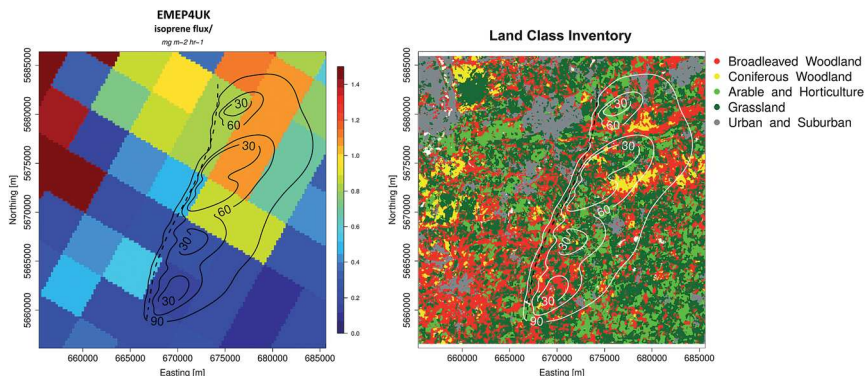 EMEP4UK
isoprene flux/
mg m−2 hr−1
5685000
5680000
5675000
5670000
5665000
5660000
Northing [m]
30
60
30
60
30
30
90
660000 665000 670000 675000 680000 685000
Easting [m]
1.4
1.2
1.0
0.8
0.6
0.4
0.2
0.0
Land Class Inventory
5685000
5680000
5675000
5670000
5665000
5660000
Northing [m]
30
60
30
60
30
30
90
660000 665000 670000 675000 680000 685000
Easting [m]
Broadleaved Woodland
Coniferous Woodland
Arable and Horticulture
Grassland
Urban and Suburban